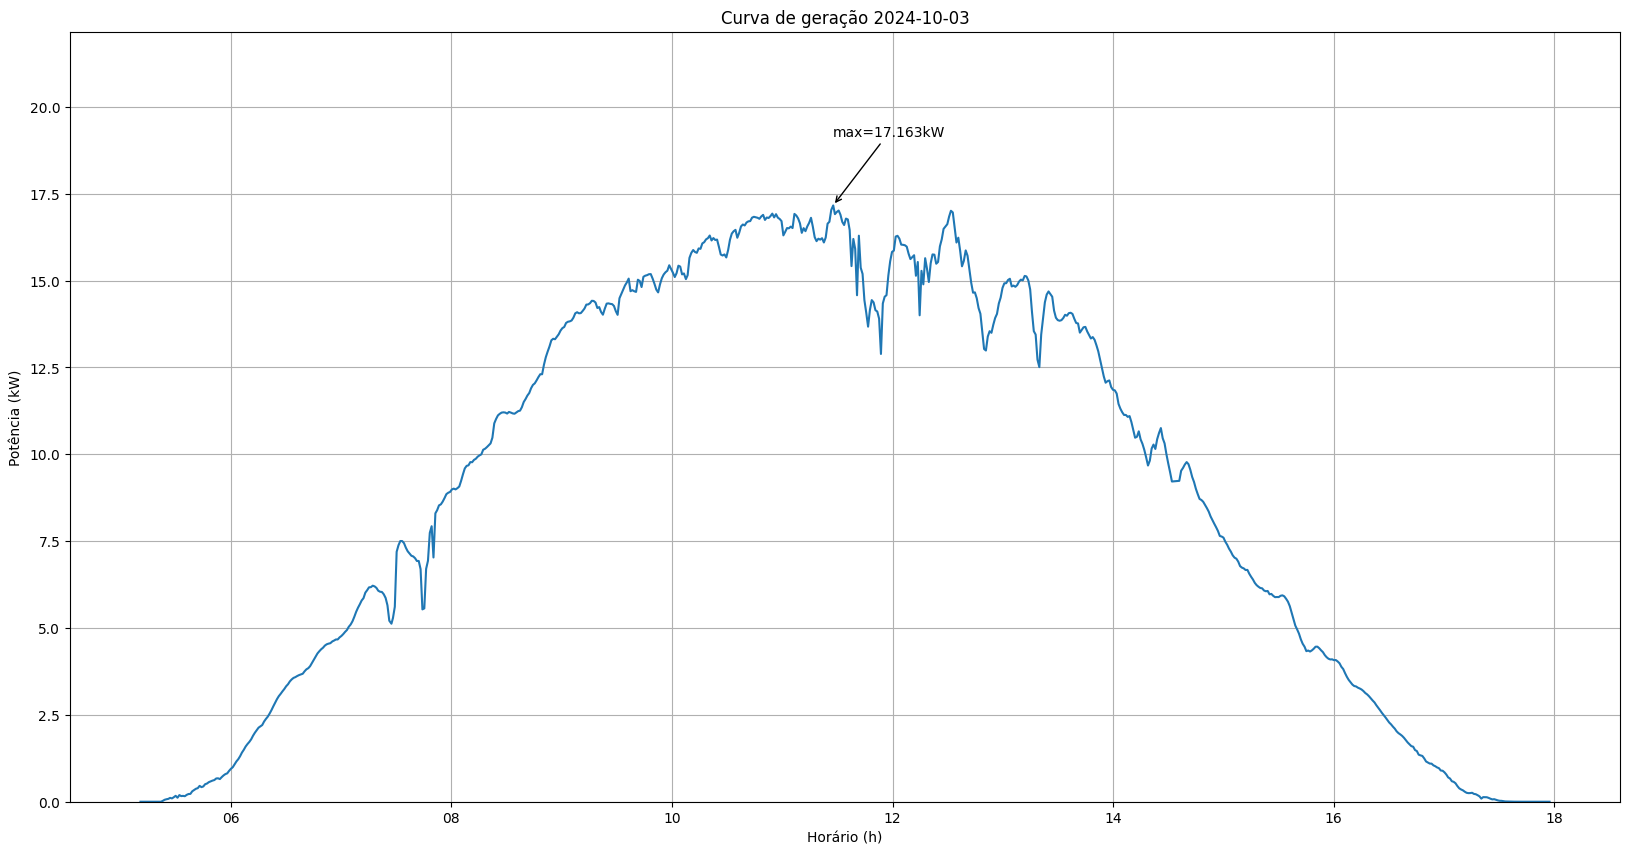 Curva de geração 2024-10-03
20.0
max=17.163kW
17.5
15.0
12.5
Potência (kW)
10.0
7.5
5.0
2.5
0.0
06 08 10 12 14 16 18
Horário (h)